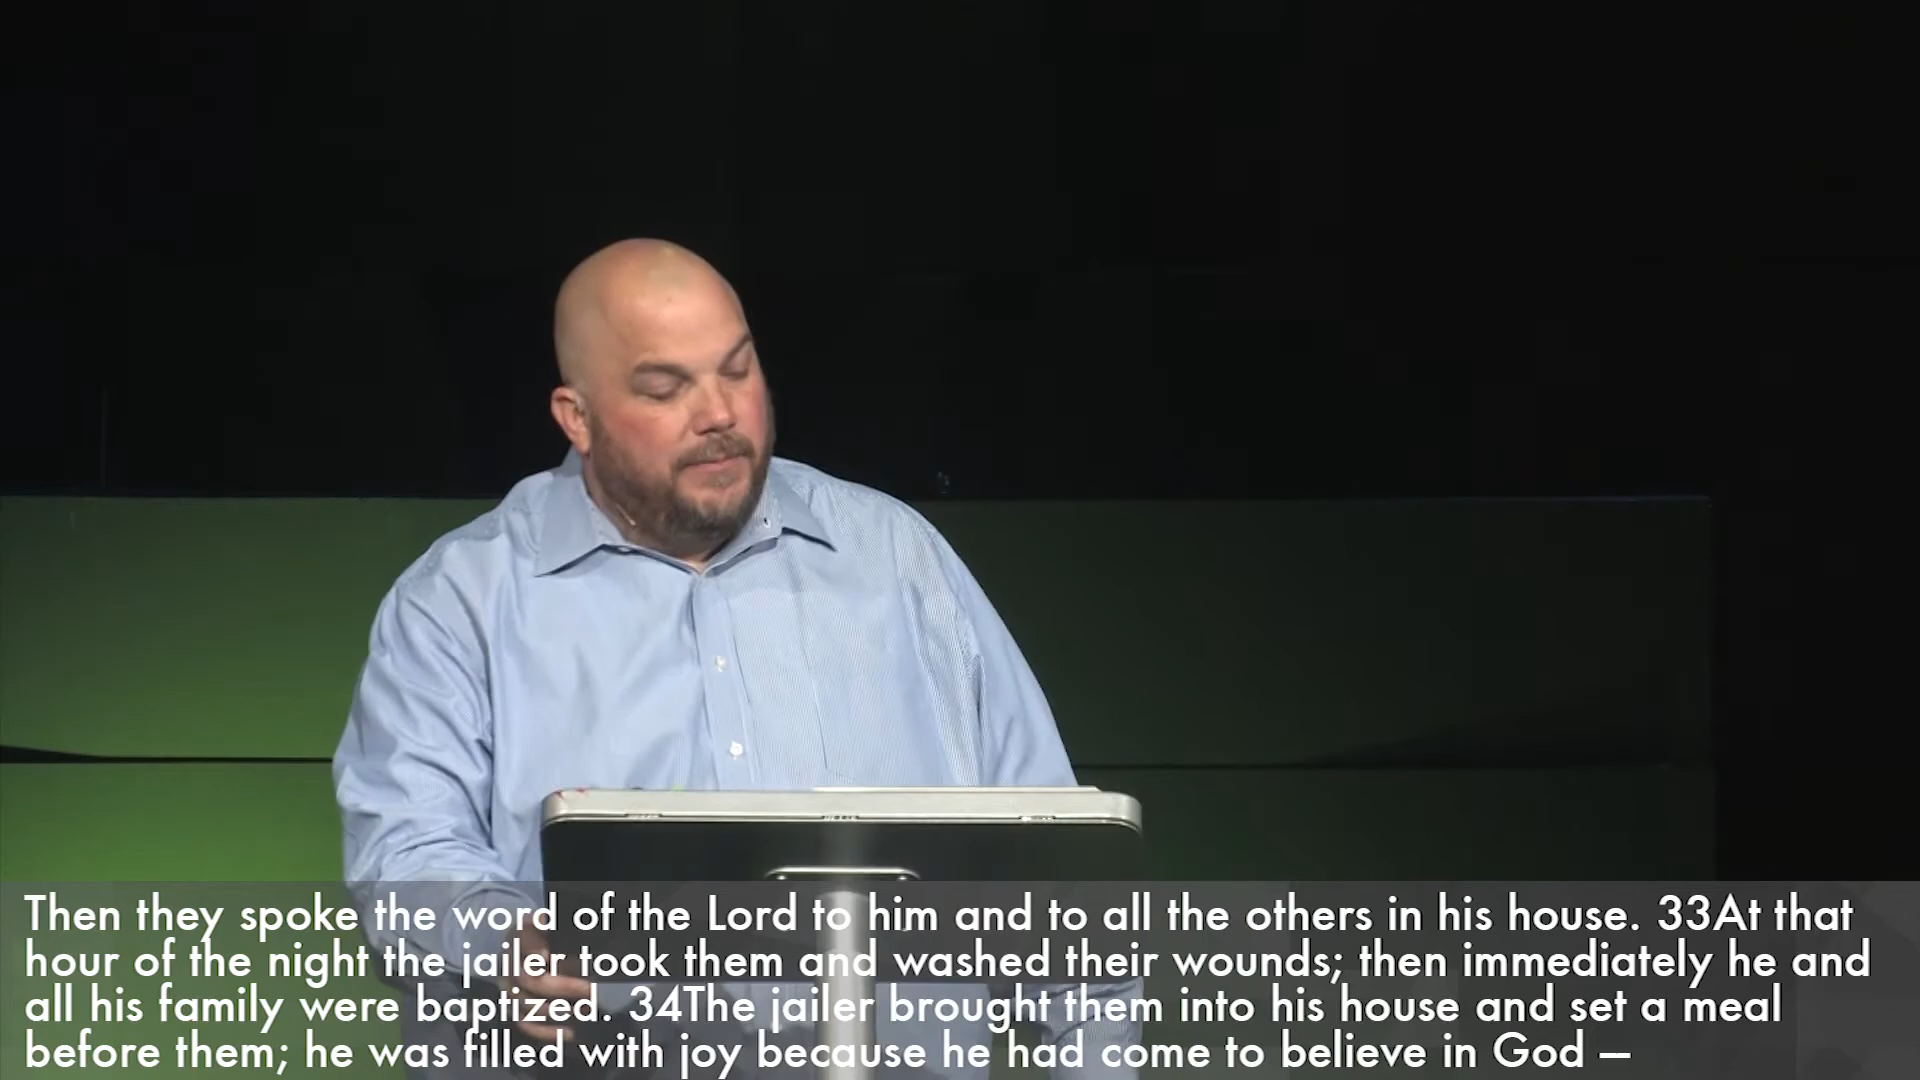 Then they spoke the word of the Lord to him and to all the others in his house. 33At that
hour of the night the jailer took them and washed their wounds; then immediately he and
all his family were baptized. 34The jailer brought them into his house and set a meal
before them; he was filled with joy because he had come to believe in God —